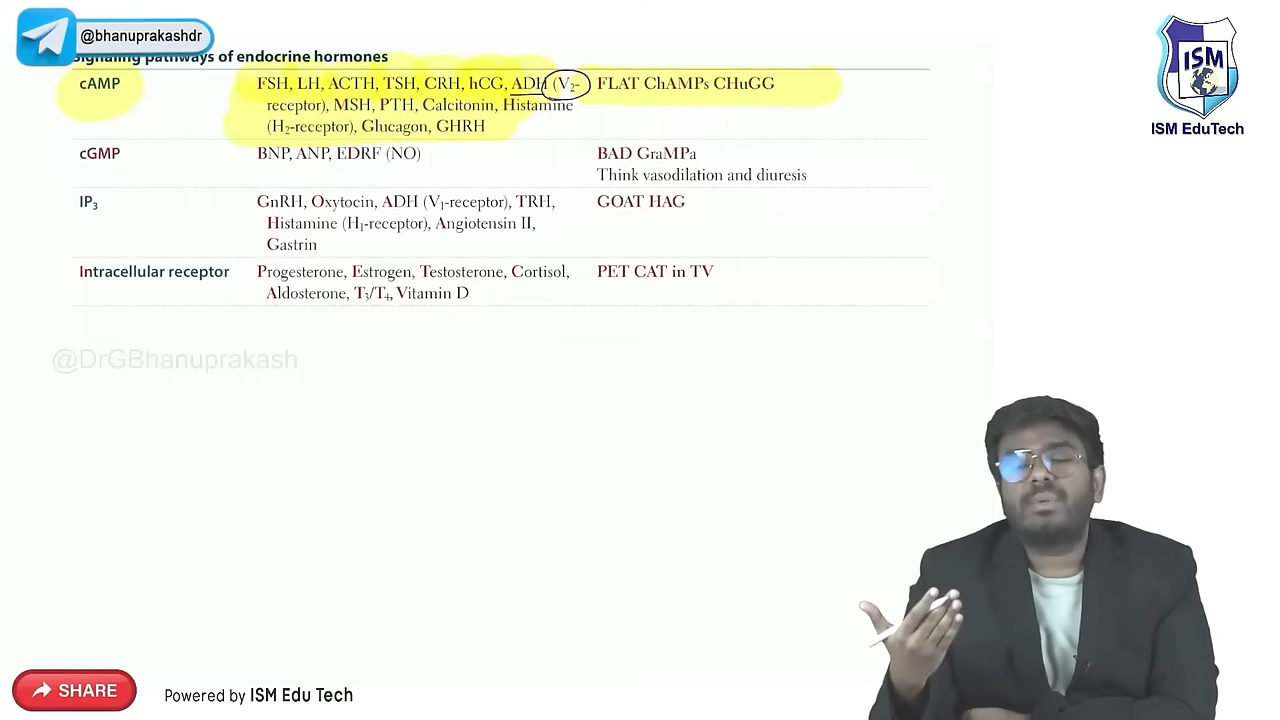 @bhanuprakashdr
Signaling pathways of endocrine hormones
cAMP
FSH, LH, ACTH, TSH, CRH, hCG, ADH (V2-
receptor), MSH, PTH, Calcitonin, Histamine
(H2-receptor), Glucagon, GHRH
FLAT ChAMPs CHuGG
cGMP
BNP, ANP, EDRF (NO)
BAD GraMPa
Think vasodilation and diuresis
IP3
GnRH, Oxytocin, ADH (V1-receptor), TRH,
Histamine (H1-receptor), Angiotensin II,
Gastrin
GOAT HAG
Intracellular receptor
Progesterone, Estrogen, Testosterone, Cortisol,
Aldosterone, T3/T4, Vitamin D
PET CAT in TV
@DrGBhanuprakash
ISM
ISM EduTech
SHARE
Powered by ISM Edu Tech